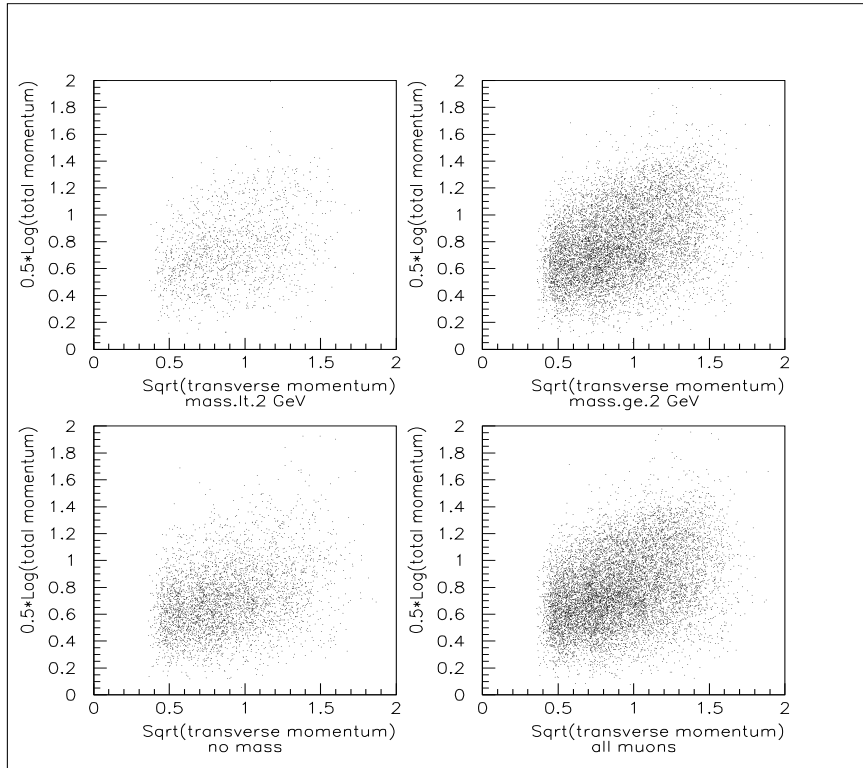 0.5*Log(total momentum)
2
1.8
1.6
1.4
1.2
1
0.8
0.6
0.4
0.2
0
0 0.5 1 1.5 2
Sqrt(transverse momentum)
mass.lt.2 GeV
0.5*Log(total momentum)
2
1.8
1.6
1.4
1.2
1
0.8
0.6
0.4
0.2
0
0 0.5 1 1.5 2
Sqrt(transverse momentum)
mass.ge.2 GeV
0.5*Log(total momentum)
2
1.8
1.6
1.4
1.2
1
0.8
0.6
0.4
0.2
0
0 0.5 1 1.5 2
Sqrt(transverse momentum)
no mass
0.5*Log(total momentum)
2
1.8
1.6
1.4
1.2
1
0.8
0.6
0.4
0.2
0
0 0.5 1 1.5 2
Sqrt(transverse momentum)
all muons